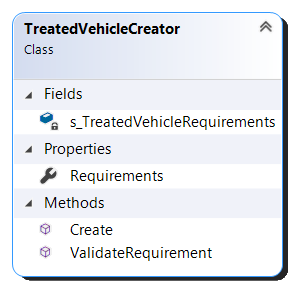 TreatedVehicleCreator
Class
Fields
s_TreatedVehicleRequirements
Properties
Requirements
Methods
Create
ValidateRequirement